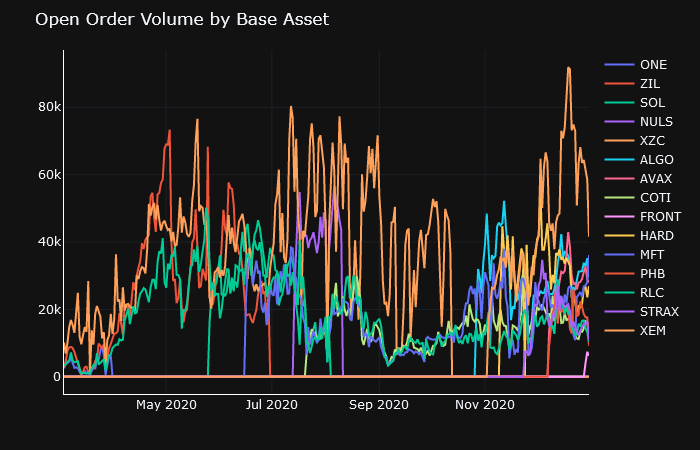 Open Order Volume by Base Asset
80k
60k
40k
20k
0
May 2020
Jul 2020
Sep 2020
Nov 2020
ONE
ZIL
SOL
NULS
XZC
ALGO
AVAX
COTI
FRONT
HARD
MFT
PHB
RLC
STRAX
XEM